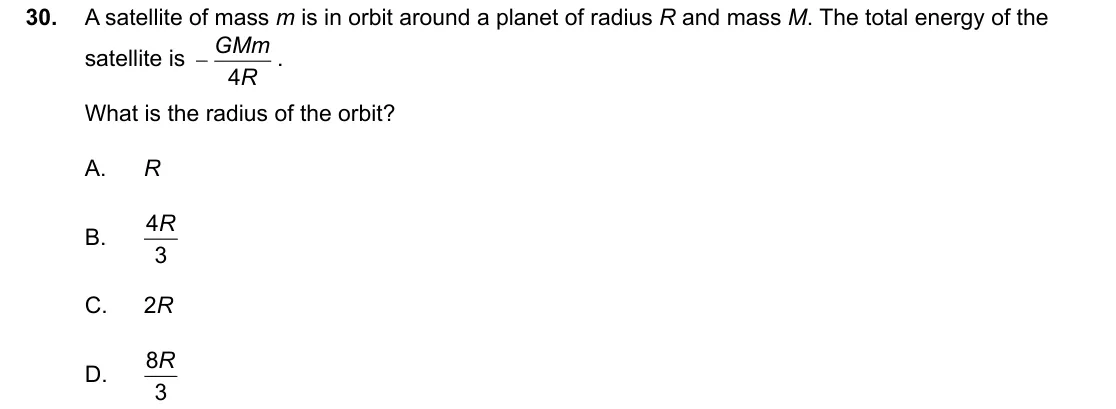 30. A satellite of mass m is in orbit around a planet of radius R and mass M. The total energy of the
satellite is – GMm/4R .
What is the radius of the orbit?
A. R
B. 4R/3
C. 2R
D. 8R/3